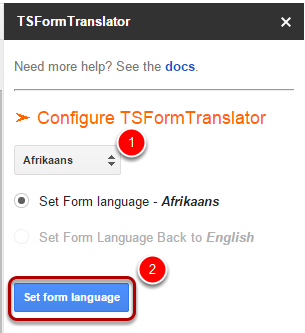 TSFormTranslator ×
Need more help? See the docs.
➢ Configure TSFormTranslator
1
Afrikaans
Set Form language - Afrikaans
Set Form Language Back to English
2
Set form language